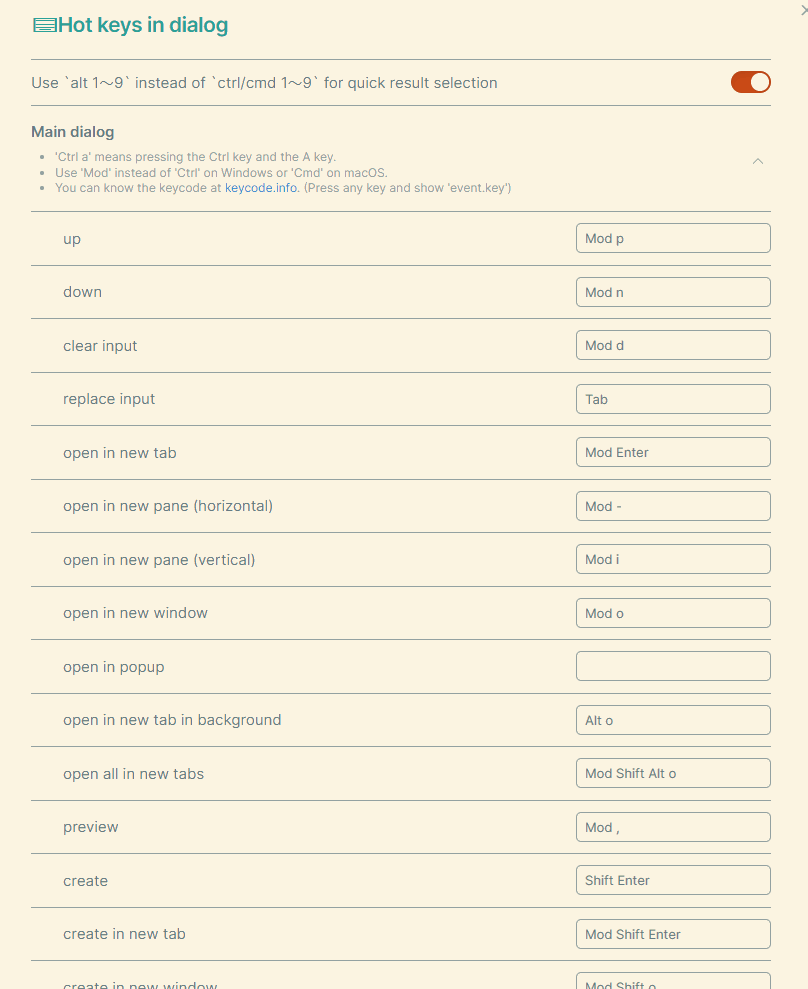 Hot keys in dialog
Use `alt 1～9` instead of `ctrl/cmd 1～9` for quick result selection
Main dialog
'Ctrl a' means pressing the Ctrl key and the A key.
Use 'Mod' instead of 'Ctrl' on Windows or 'Cmd' on macOS.
You can know the keycode at keycode.info. (Press any key and show 'event.key')
up Mod p
down Mod n
clear input Mod d
replace input Tab
open in new tab Mod Enter
open in new pane (horizontal) Mod -
open in new pane (vertical) Mod i
open in new window Mod o
open in popup
open in new tab in background Alt o
open all in new tabs Mod Shift Alt o
preview Mod ,
create Shift Enter
create in new tab Mod Shift Enter
create in new window Mod Shift o